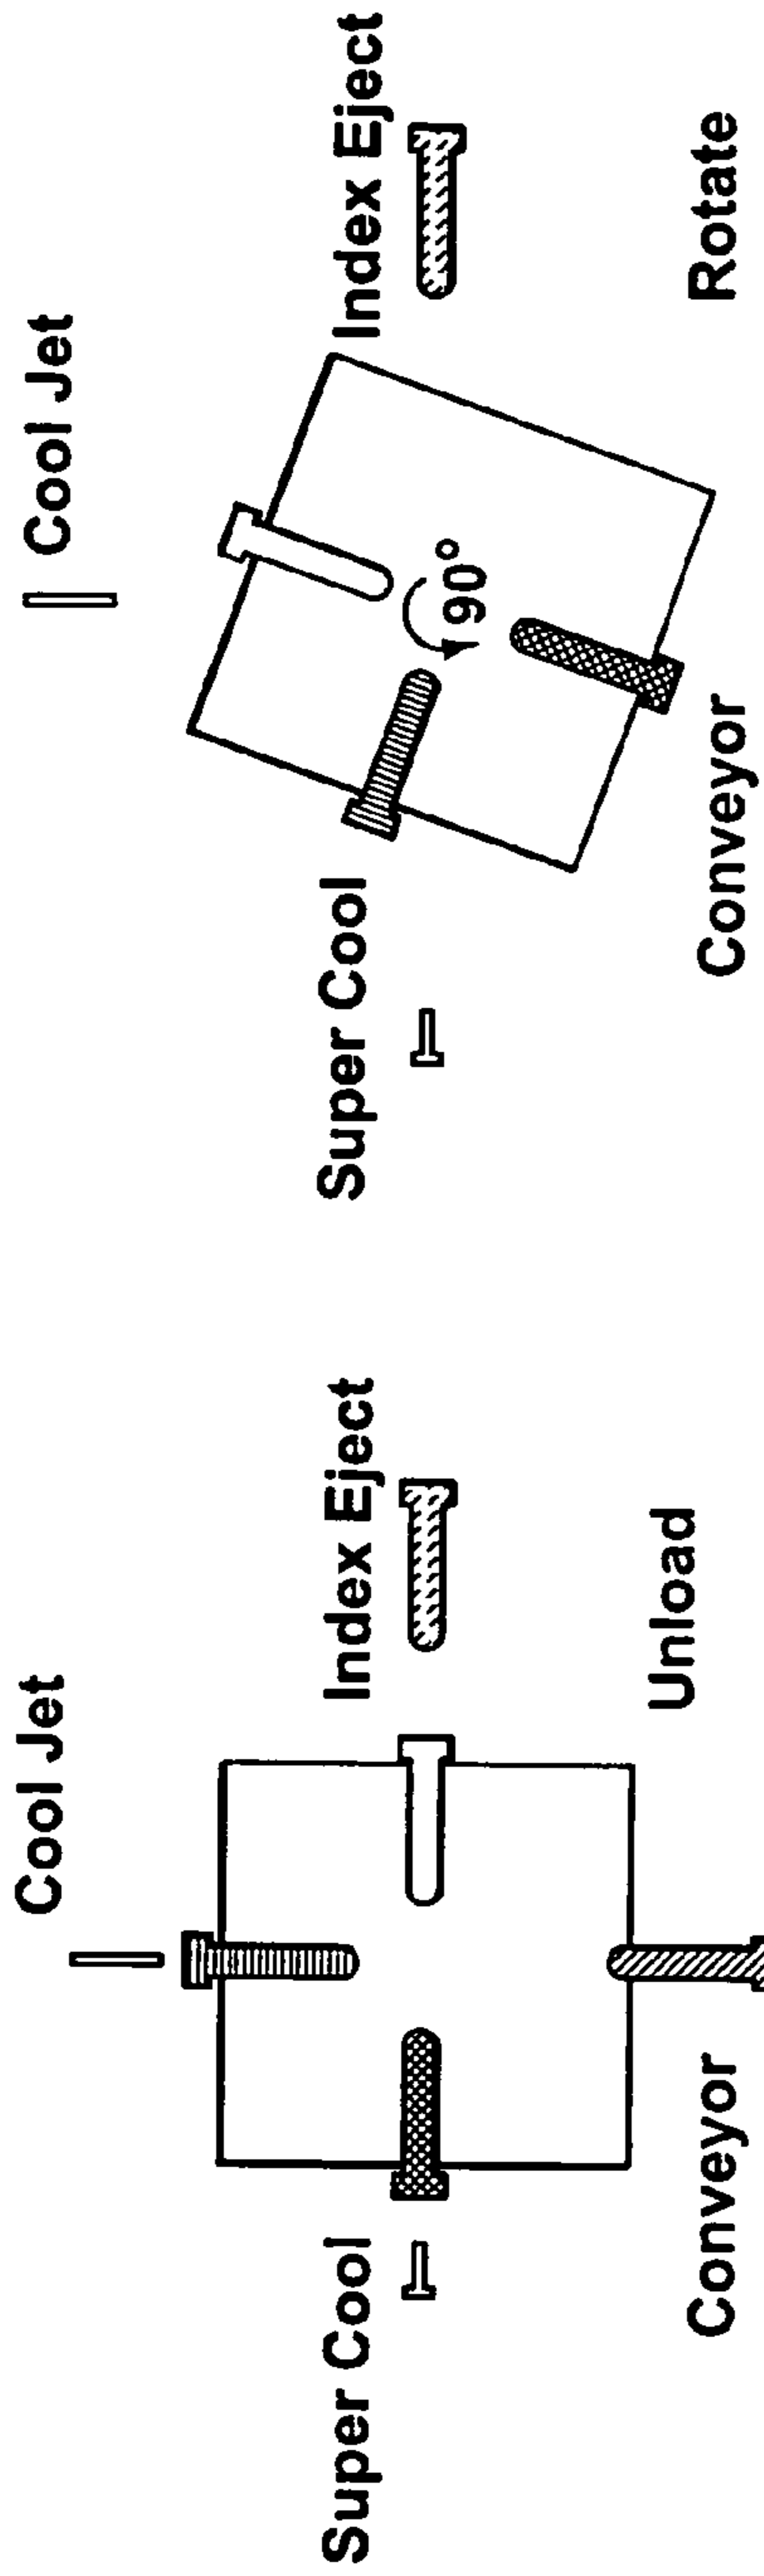 Cool Jet
Super Cool
Index Eject
Conveyor
Unload
Cool Jet
Super Cool
Index Eject
90°
Conveyor
Rotate